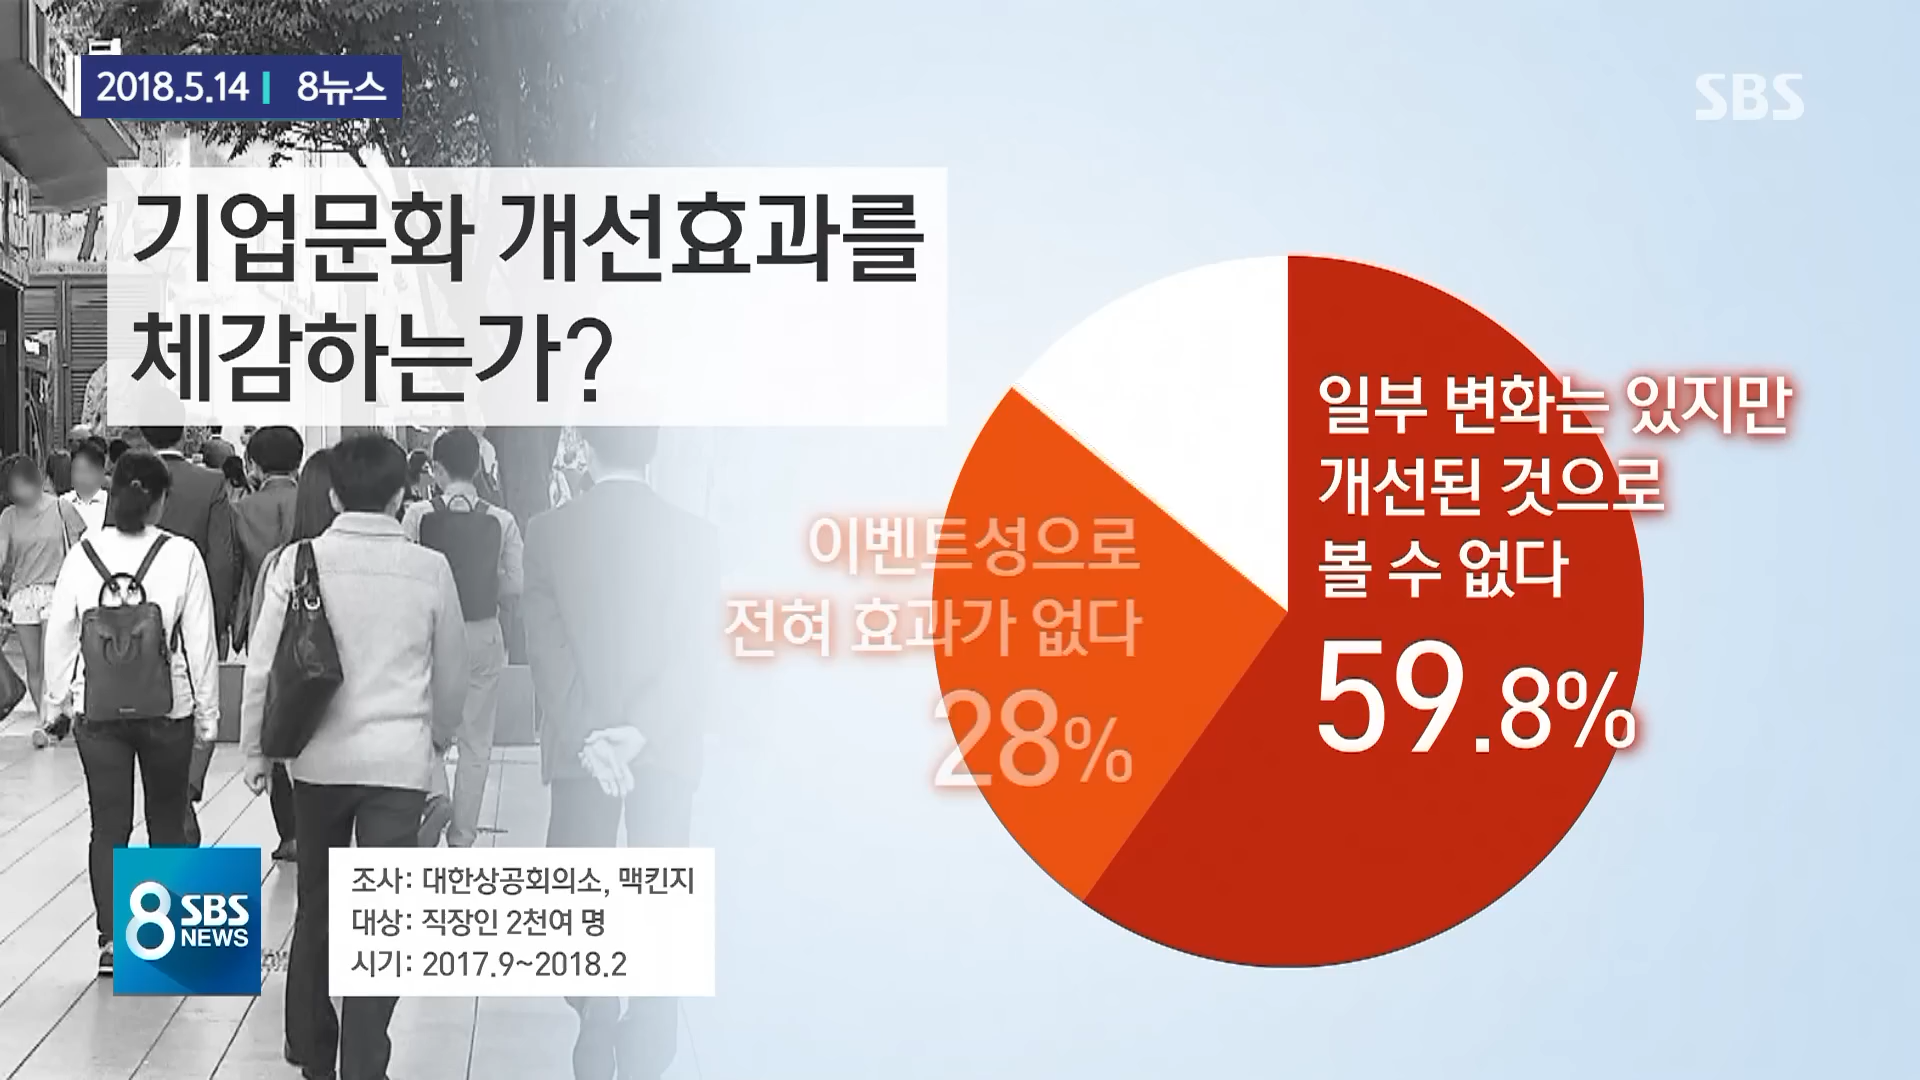 2018.5.14 | 8뉴스
SBS
기업문화 개선효과를
체감하는가?
일부 변화는 있지만
개선된 것으로
볼 수 없다
59.8%
이벤트성으로
전혀 효과가 없다
28%
8 SBS
NEWS
조사: 대한상공회의소, 맥킨지
대상: 직장인 2천여 명
시기: 2017.9~2018.2